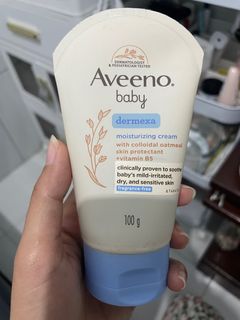 DERMATOLOGIST
& PEDIATRICIAN TESTED
Aveeno®
baby
dermexa
moisturizing cream
with colloidal oatmeal
skin protectant
+vitamin B5
clinically proven to soothe
baby's mild-irritated,
dry, and sensitive skin
fragrance-free
100 g